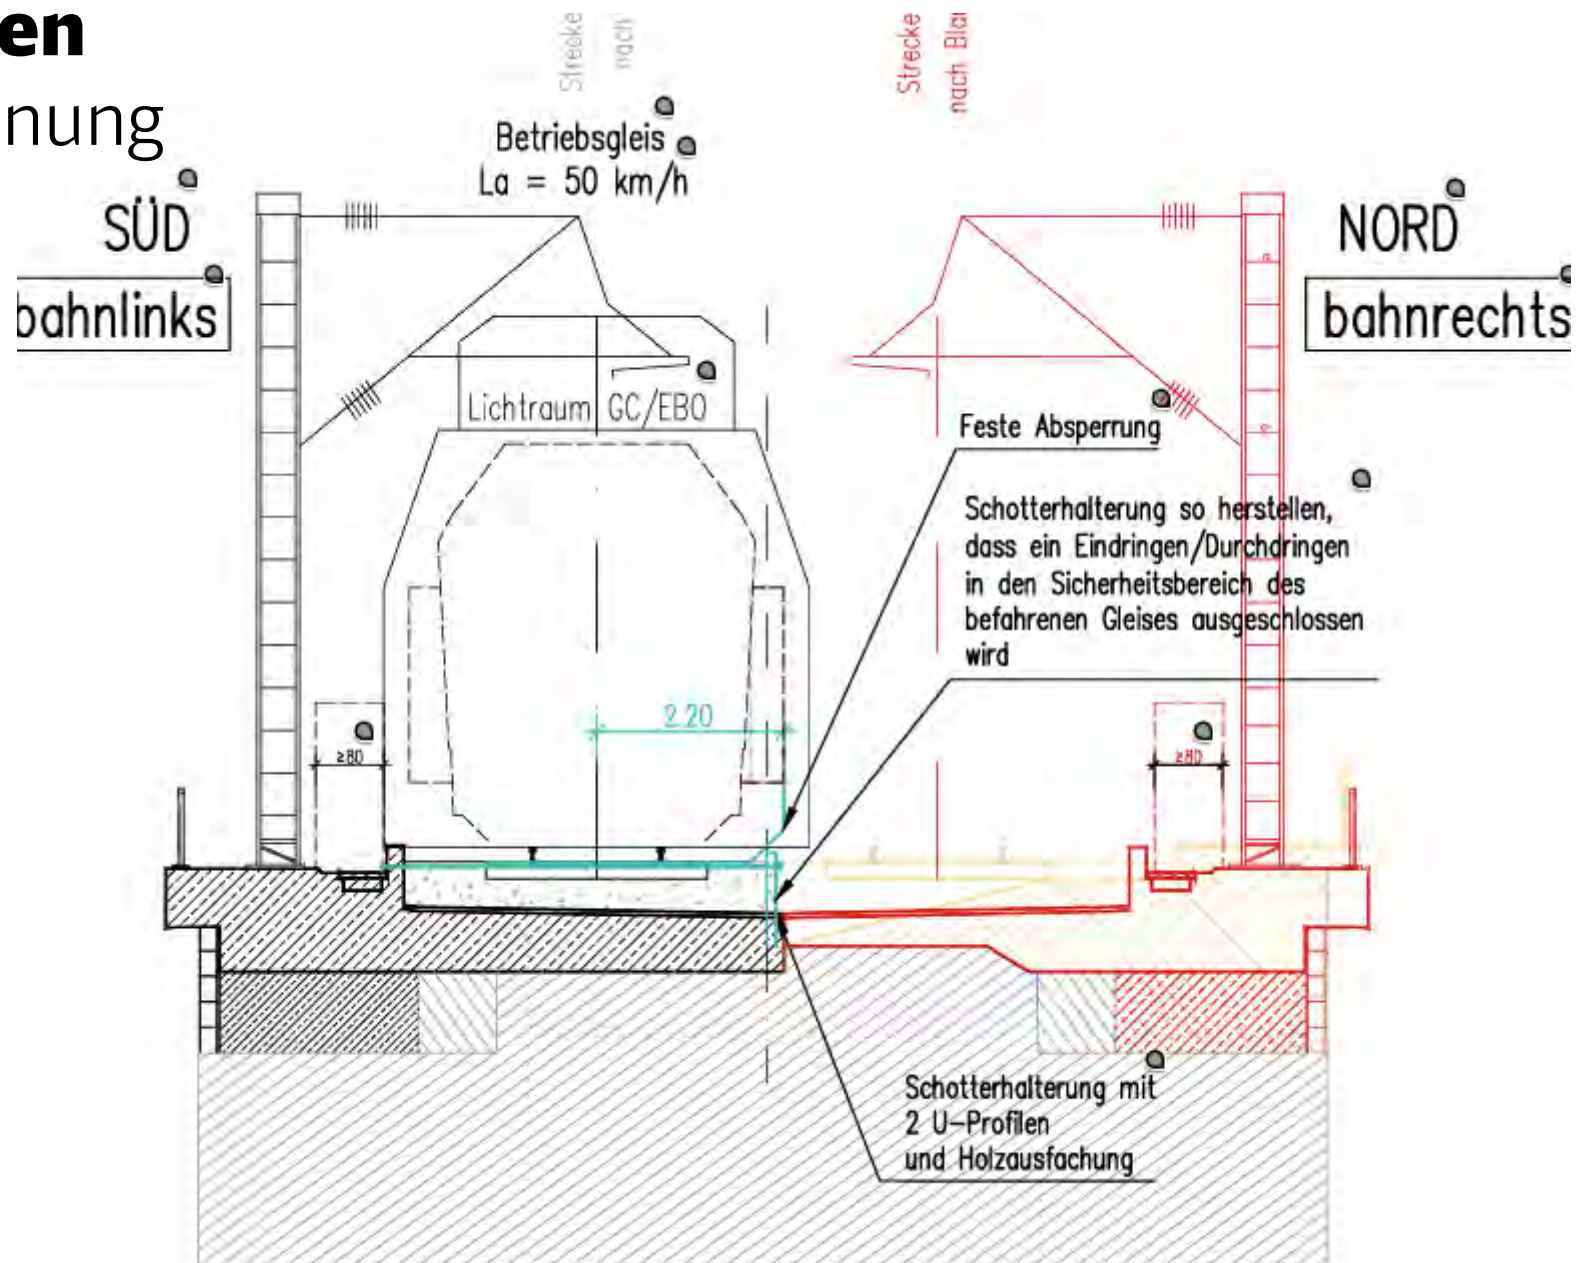 en
nung
Strecke
nach
Strecke
nach Bla
Betriebsgleis
La = 50 km/h
SÜD
NORD
bahnlinks
bahnrechts
Lichtraum GC/EBO
Feste Absperrung
Schotterhalterung so herstellen,
dass ein Eindringen/Durchdringen
in den Sicherheitsbereich des
befahrenen Gleises ausgeschlossen
wird
2.20
≥80
≥80
Schotterhalterung mit
2 U-Profilen
und Holzausfachung